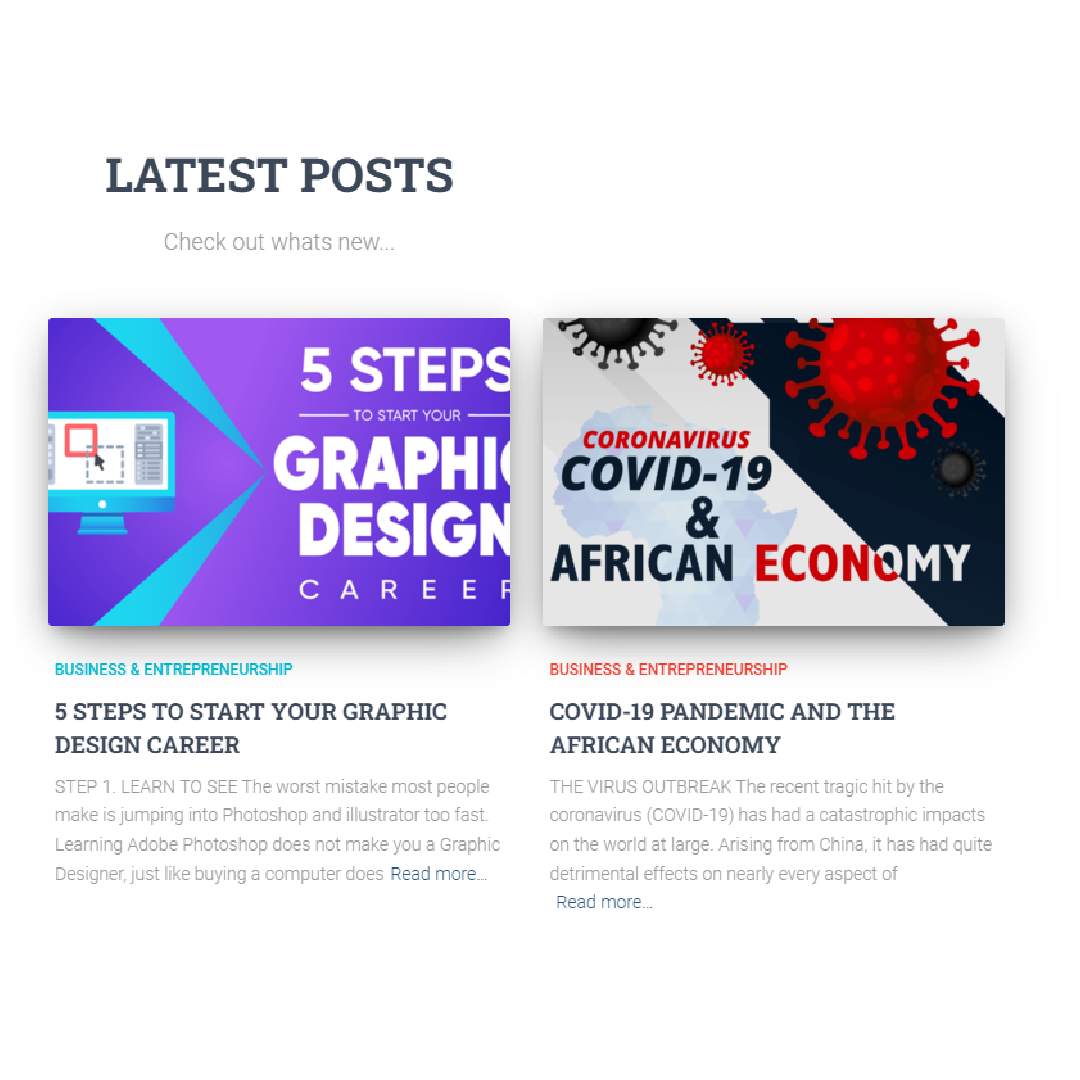 LATEST POSTS
Check out whats new...
5 STEPS
TO START YOUR
GRAPHIC
DESIGN
CAREER
BUSINESS & ENTREPRENEURSHIP
5 STEPS TO START YOUR GRAPHIC
DESIGN CAREER
STEP 1. LEARN TO SEE The worst mistake most people
make is jumping into Photoshop and illustrator too fast.
Learning Adobe Photoshop does not make you a Graphic
Designer, just like buying a computer does Read more…
CORONAVIRUS
COVID-19
&
AFRICAN ECONOMY
BUSINESS & ENTREPRENEURSHIP
COVID-19 PANDEMIC AND THE
AFRICAN ECONOMY
THE VIRUS OUTBREAK The recent tragic hit by the
coronavirus (COVID-19) has had a catastrophic impacts
on the world at large. Arising from China, it has had quite
detrimental effects on nearly every aspect of
Read more…